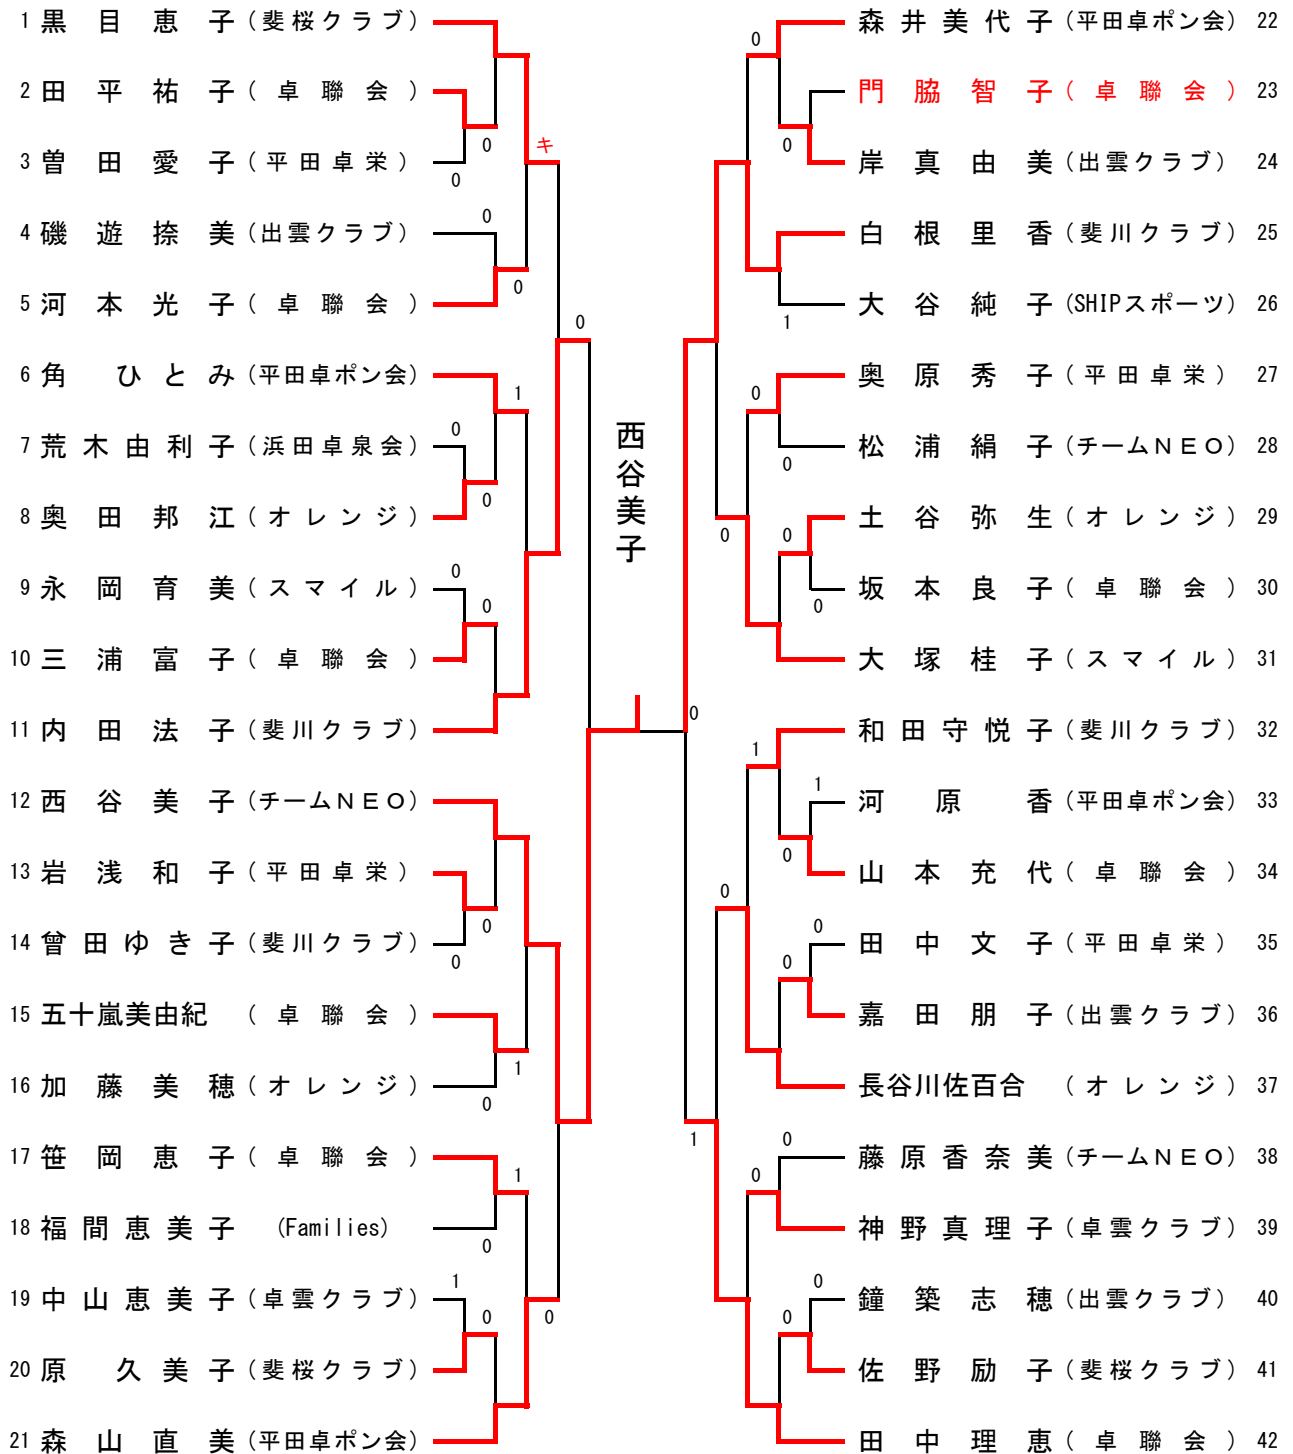 1 黒目恵子 (斐桜クラブ)
2 田平祐子 (卓聯会)
0
キ
3 曽田愛子 (平田卓栄)
0
0
4 磯遊捺美 (出雲クラブ)
0
5 河本光子 (卓聯会)
0
6 角ひとみ (平田卓ポン会)
1
0
7 荒木由利子 (浜田卓泉会)
0
8 奥田邦江 (オレンジ)
0
9 永岡育美 (スマイル)
0
10 三浦富子 (卓聯会)
11 内田法子 (斐川クラブ)
12 西谷美子 (チームＮＥＯ)
13 岩浅和子 (平田卓栄)
0
14 曾田ゆき子 (斐川クラブ)
0
15 五十嵐美由紀 (卓聯会)
1
16 加藤美穂 (オレンジ)
0
17 笹岡恵子 (卓聯会)
1
18 福間恵美子 (Families)
0
1
19 中山恵美子 (卓雲クラブ)
0
0
20 原久美子 (斐桜クラブ)
21 森山直美 (平田卓ポン会)
西谷美子
0
1
森井美代子 (平田卓ポン会) 22
0
門脇智子 (卓聯会) 23
0
岸真由美 (出雲クラブ) 24
白根里香 (斐川クラブ) 25
大谷純子 (SHIPスポーツ) 26
1
奥原秀子 (平田卓栄) 27
0
松浦絹子 (チームＮＥＯ) 28
0
土谷弥生 (オレンジ) 29
0
0
坂本良子 (卓聯会) 30
0
大塚桂子 (スマイル) 31
和田守悦子 (斐川クラブ) 32
1
1
河原香 (平田卓ポン会) 33
0
山本充代 (卓聯会) 34
0
0
田中文子 (平田卓栄) 35
0
嘉田朋子 (出雲クラブ) 36
長谷川佐百合 (オレンジ) 37
0
藤原香奈美 (チームＮＥＯ) 38
0
神野真理子 (卓雲クラブ) 39
0
鐘築志穂 (出雲クラブ) 40
0
佐野励子 (斐桜クラブ) 41
田中理恵 (卓聯会) 42